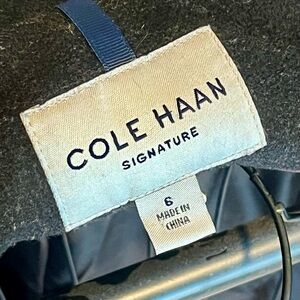 COLE HAAN
SIGNATURE
6
MADE IN
CHINA